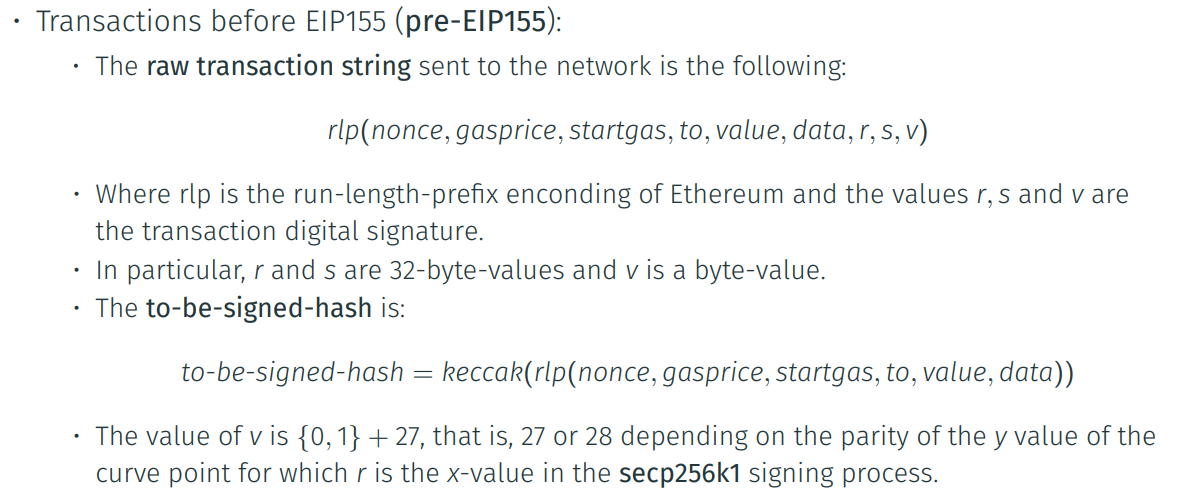 • Transactions before EIP155 (pre-EIP155):
• The raw transaction string sent to the network is the following:
rlp(nonce, gasprice, startgas, to, value, data, r, s, v)
• Where rlp is the run-length-prefix enconding of Ethereum and the values r, s and v are
the transaction digital signature.
• In particular, r and s are 32-byte-values and v is a byte-value.
• The to-be-signed-hash is:
to-be-signed-hash = keccak(rlp(nonce, gasprice, startgas, to, value, data))
• The value of v is {0, 1} + 27, that is, 27 or 28 depending on the parity of the y value of the
curve point for which r is the x-value in the secp256k1 signing process.